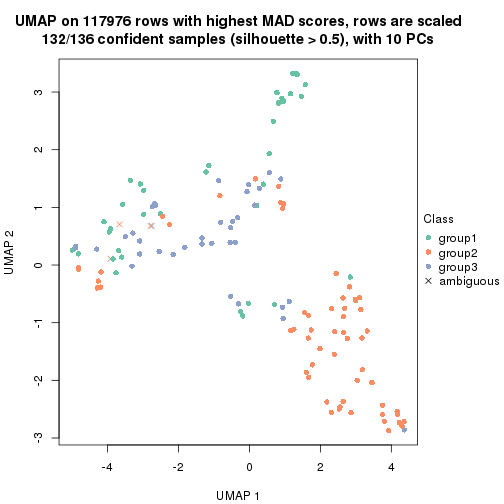 UMAP on 117976 rows with highest MAD scores, rows are scaled
132/136 confident samples (silhouette > 0.5), with 10 PCs
3
2
1
0
-1
-2
-3
UMAP 2
-4
-2
0
2
4
UMAP 1
Class
group1
group2
group3
ambiguous